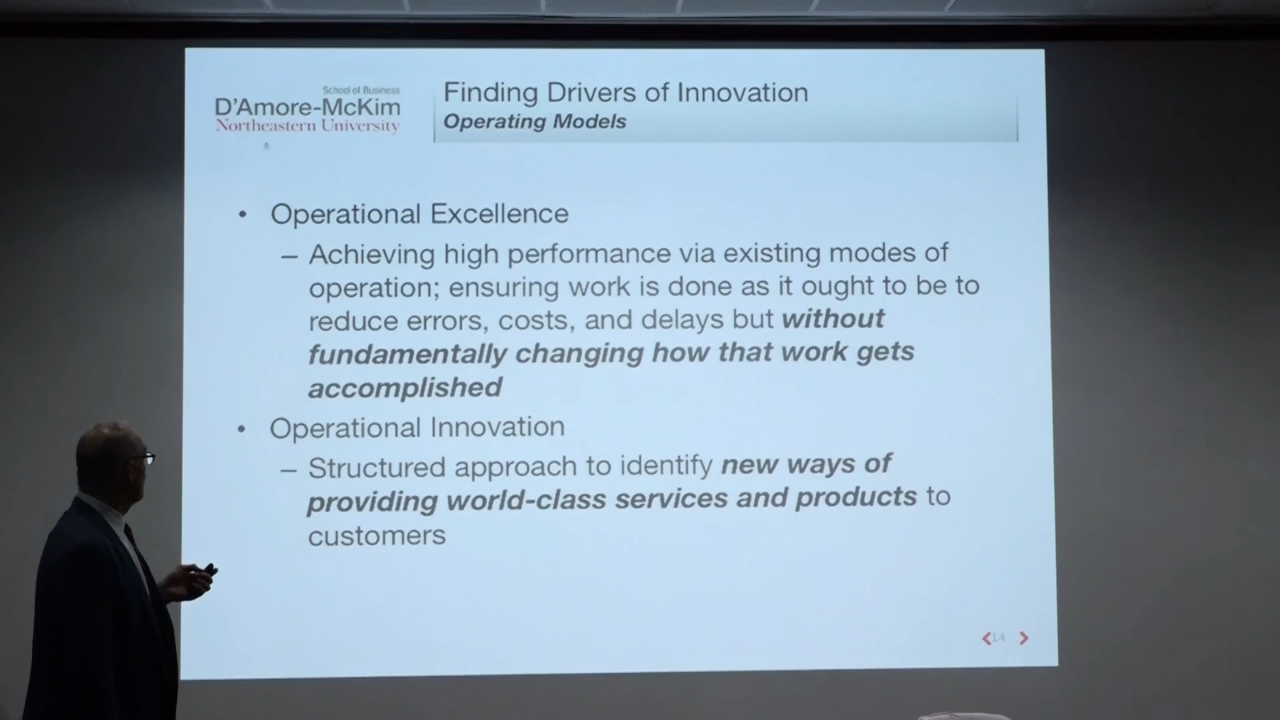 School of Business
D'Amore-McKim
Northeastern University
Finding Drivers of Innovation
Operating Models
• Operational Excellence
– Achieving high performance via existing modes of
operation; ensuring work is done as it ought to be to
reduce errors, costs, and delays but without
fundamentally changing how that work gets
accomplished
• Operational Innovation
– Structured approach to identify new ways of
providing world-class services and products to
customers
14